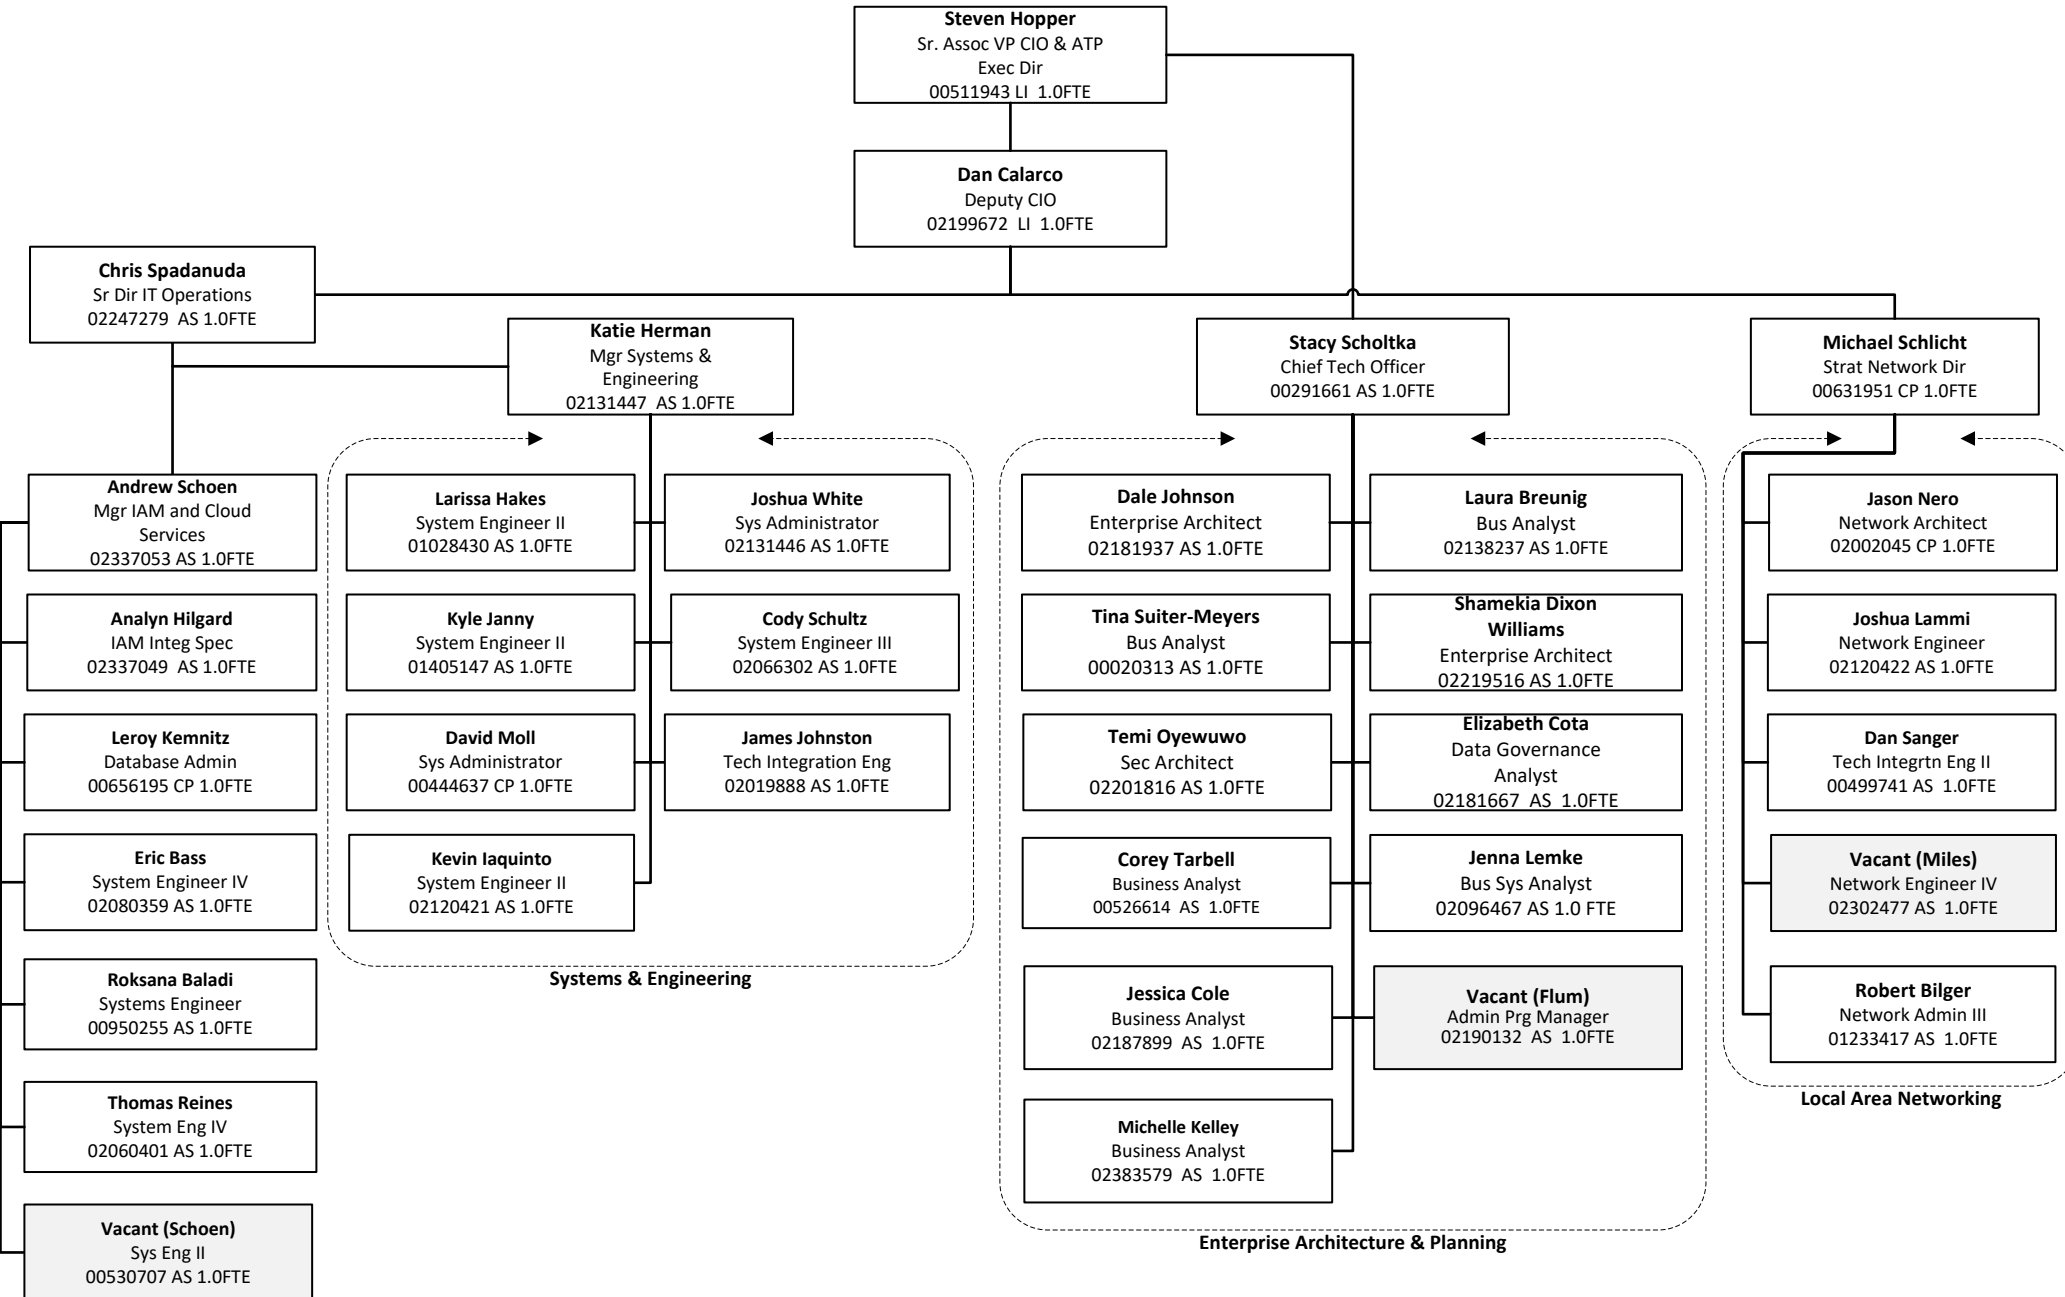 Steven Hopper
Sr. Assoc VP CIO & ATP
Exec Dir
00511943 LI  1.0FTE
Dan Calarco
Deputy CIO
02199672  LI  1.0FTE
Chris Spadanuda
Sr Dir IT Operations
02247279  AS 1.0FTE
Katie Herman
Mgr Systems &
Engineering
02131447  AS 1.0FTE
Stacy Scholtka
Chief Tech Officer
00291661 AS 1.0FTE
Michael Schlicht
Strat Network Dir
00631951 CP 1.0FTE
Andrew Schoen
Mgr IAM and Cloud
Services
02337053 AS 1.0FTE
Analyn Hilgard
IAM Integ Spec
02337049  AS 1.0FTE
Leroy Kemnitz
Database Admin
00656195 CP 1.0FTE
Eric Bass
System Engineer IV
02080359 AS 1.0FTE
Roksana Baladi
Systems Engineer
00950255 AS 1.0FTE
Thomas Reines
System Eng IV
02060401 AS 1.0FTE
Vacant (Schoen)
Sys Eng II
00530707 AS 1.0FTE
Larissa Hakes
System Engineer II
01028430 AS 1.0FTE
Joshua White
Sys Administrator
02131446 AS 1.0FTE
Kyle Janny
System Engineer II
01405147 AS 1.0FTE
Cody Schultz
System Engineer III
02066302 AS 1.0FTE
David Moll
Sys Administrator
00444637 CP 1.0FTE
James Johnston
Tech Integration Eng
02019888 AS 1.0FTE
Kevin Iaquinto
System Engineer II
02120421 AS 1.0FTE
Systems & Engineering
Dale Johnson
Enterprise Architect
02181937 AS 1.0FTE
Laura Breunig
Bus Analyst
02138237 AS 1.0FTE
Tina Suiter-Meyers
Bus Analyst
00020313 AS 1.0FTE
Shamekia Dixon
Williams
Enterprise Architect
02219516 AS 1.0FTE
Temi Oyewuwo
Sec Architect
02201816 AS 1.0FTE
Elizabeth Cota
Data Governance
Analyst
02181667  AS  1.0FTE
Corey Tarbell
Business Analyst
00526614  AS  1.0FTE
Jenna Lemke
Bus Sys Analyst
02096467 AS 1.0 FTE
Jessica Cole
Business Analyst
02187899  AS  1.0FTE
Vacant (Flum)
Admin Prg Manager
02190132  AS  1.0FTE
Michelle Kelley
Business Analyst
02383579  AS  1.0FTE
Enterprise Architecture & Planning
Jason Nero
Network Architect
02002045 CP 1.0FTE
Joshua Lammi
Network Engineer
02120422 AS 1.0FTE
Dan Sanger
Tech Integrtn Eng II
00499741 AS  1.0FTE
Vacant (Miles)
Network Engineer IV
02302477 AS  1.0FTE
Robert Bilger
Network Admin III
01233417 AS  1.0FTE
Local Area Networking